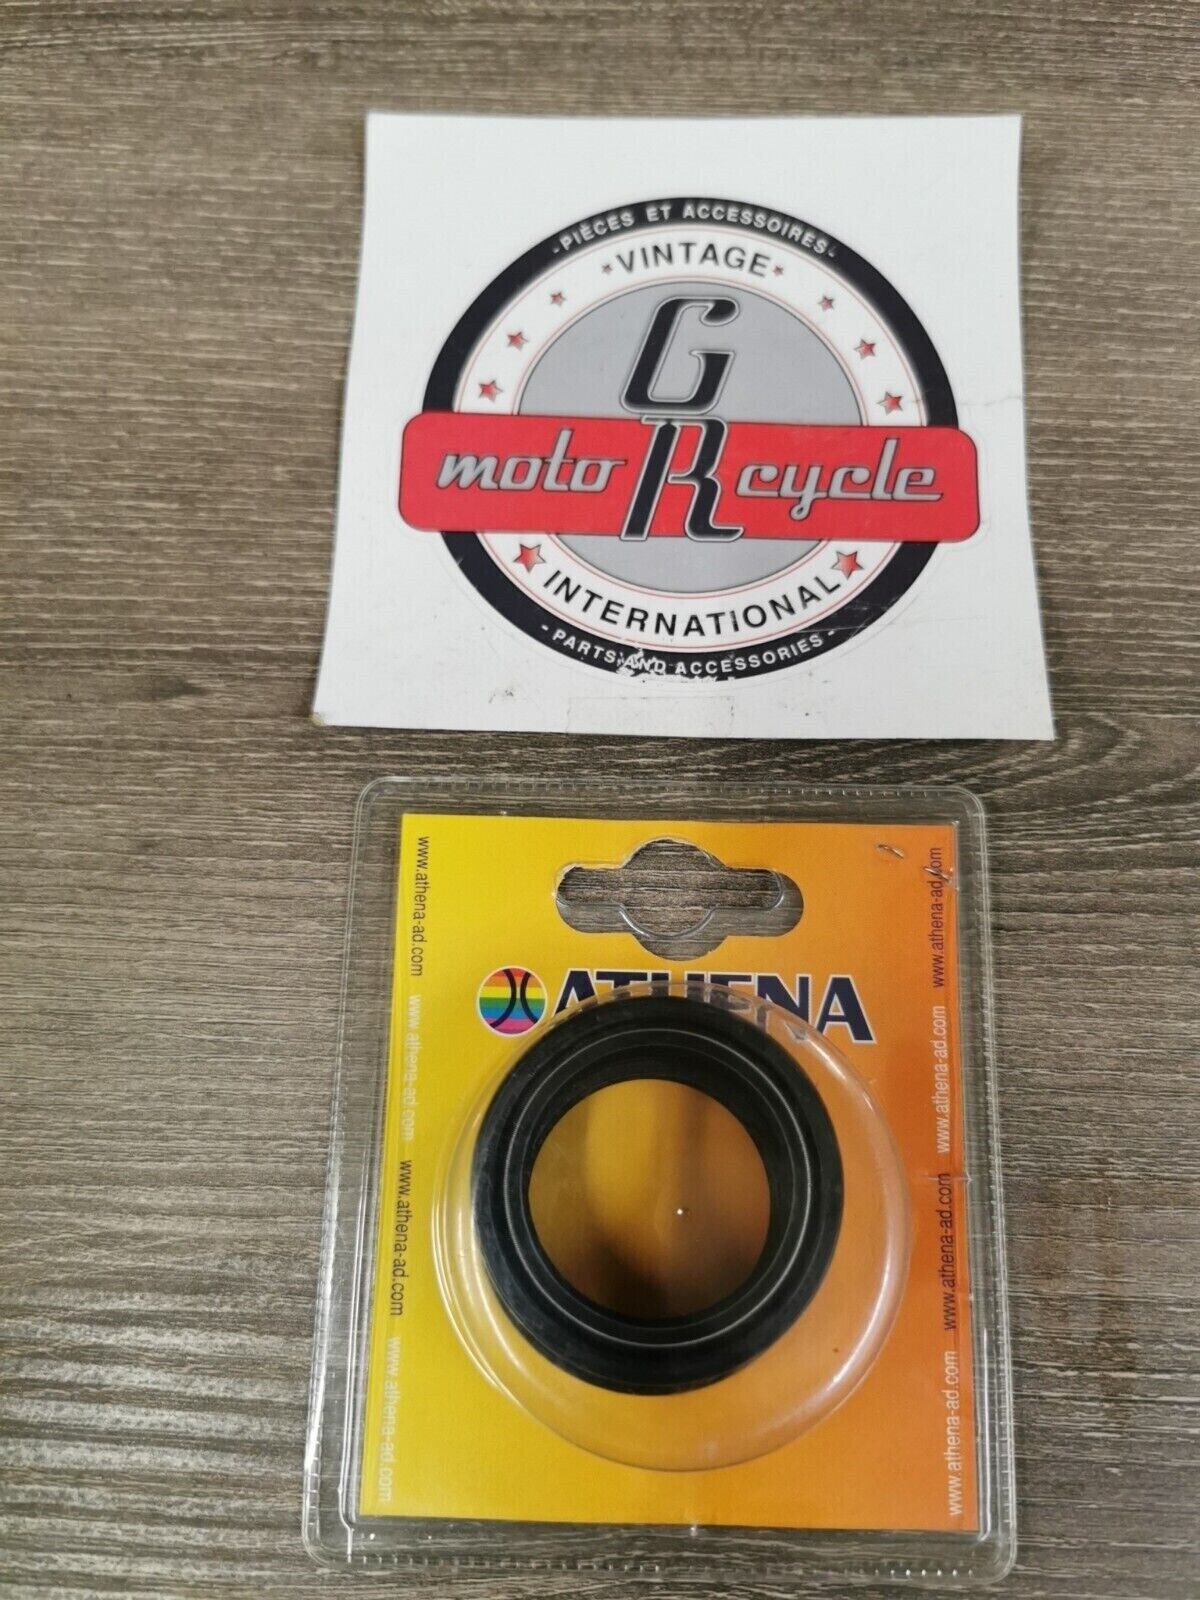 -PIÈCES ET ACCESSOIRES-
VINTAGE
GR
moto cycle
INTERNATIONAL
- PARTS AND ACCESSORIES -
ATHENA
www.athena-ad.com
www.athena-ad.com
www.athena-ad.com
www.athena-ad.com
www.athena-ad.com
www.athena-ad.com
www.athena-ad.com
www.athena-ad.com